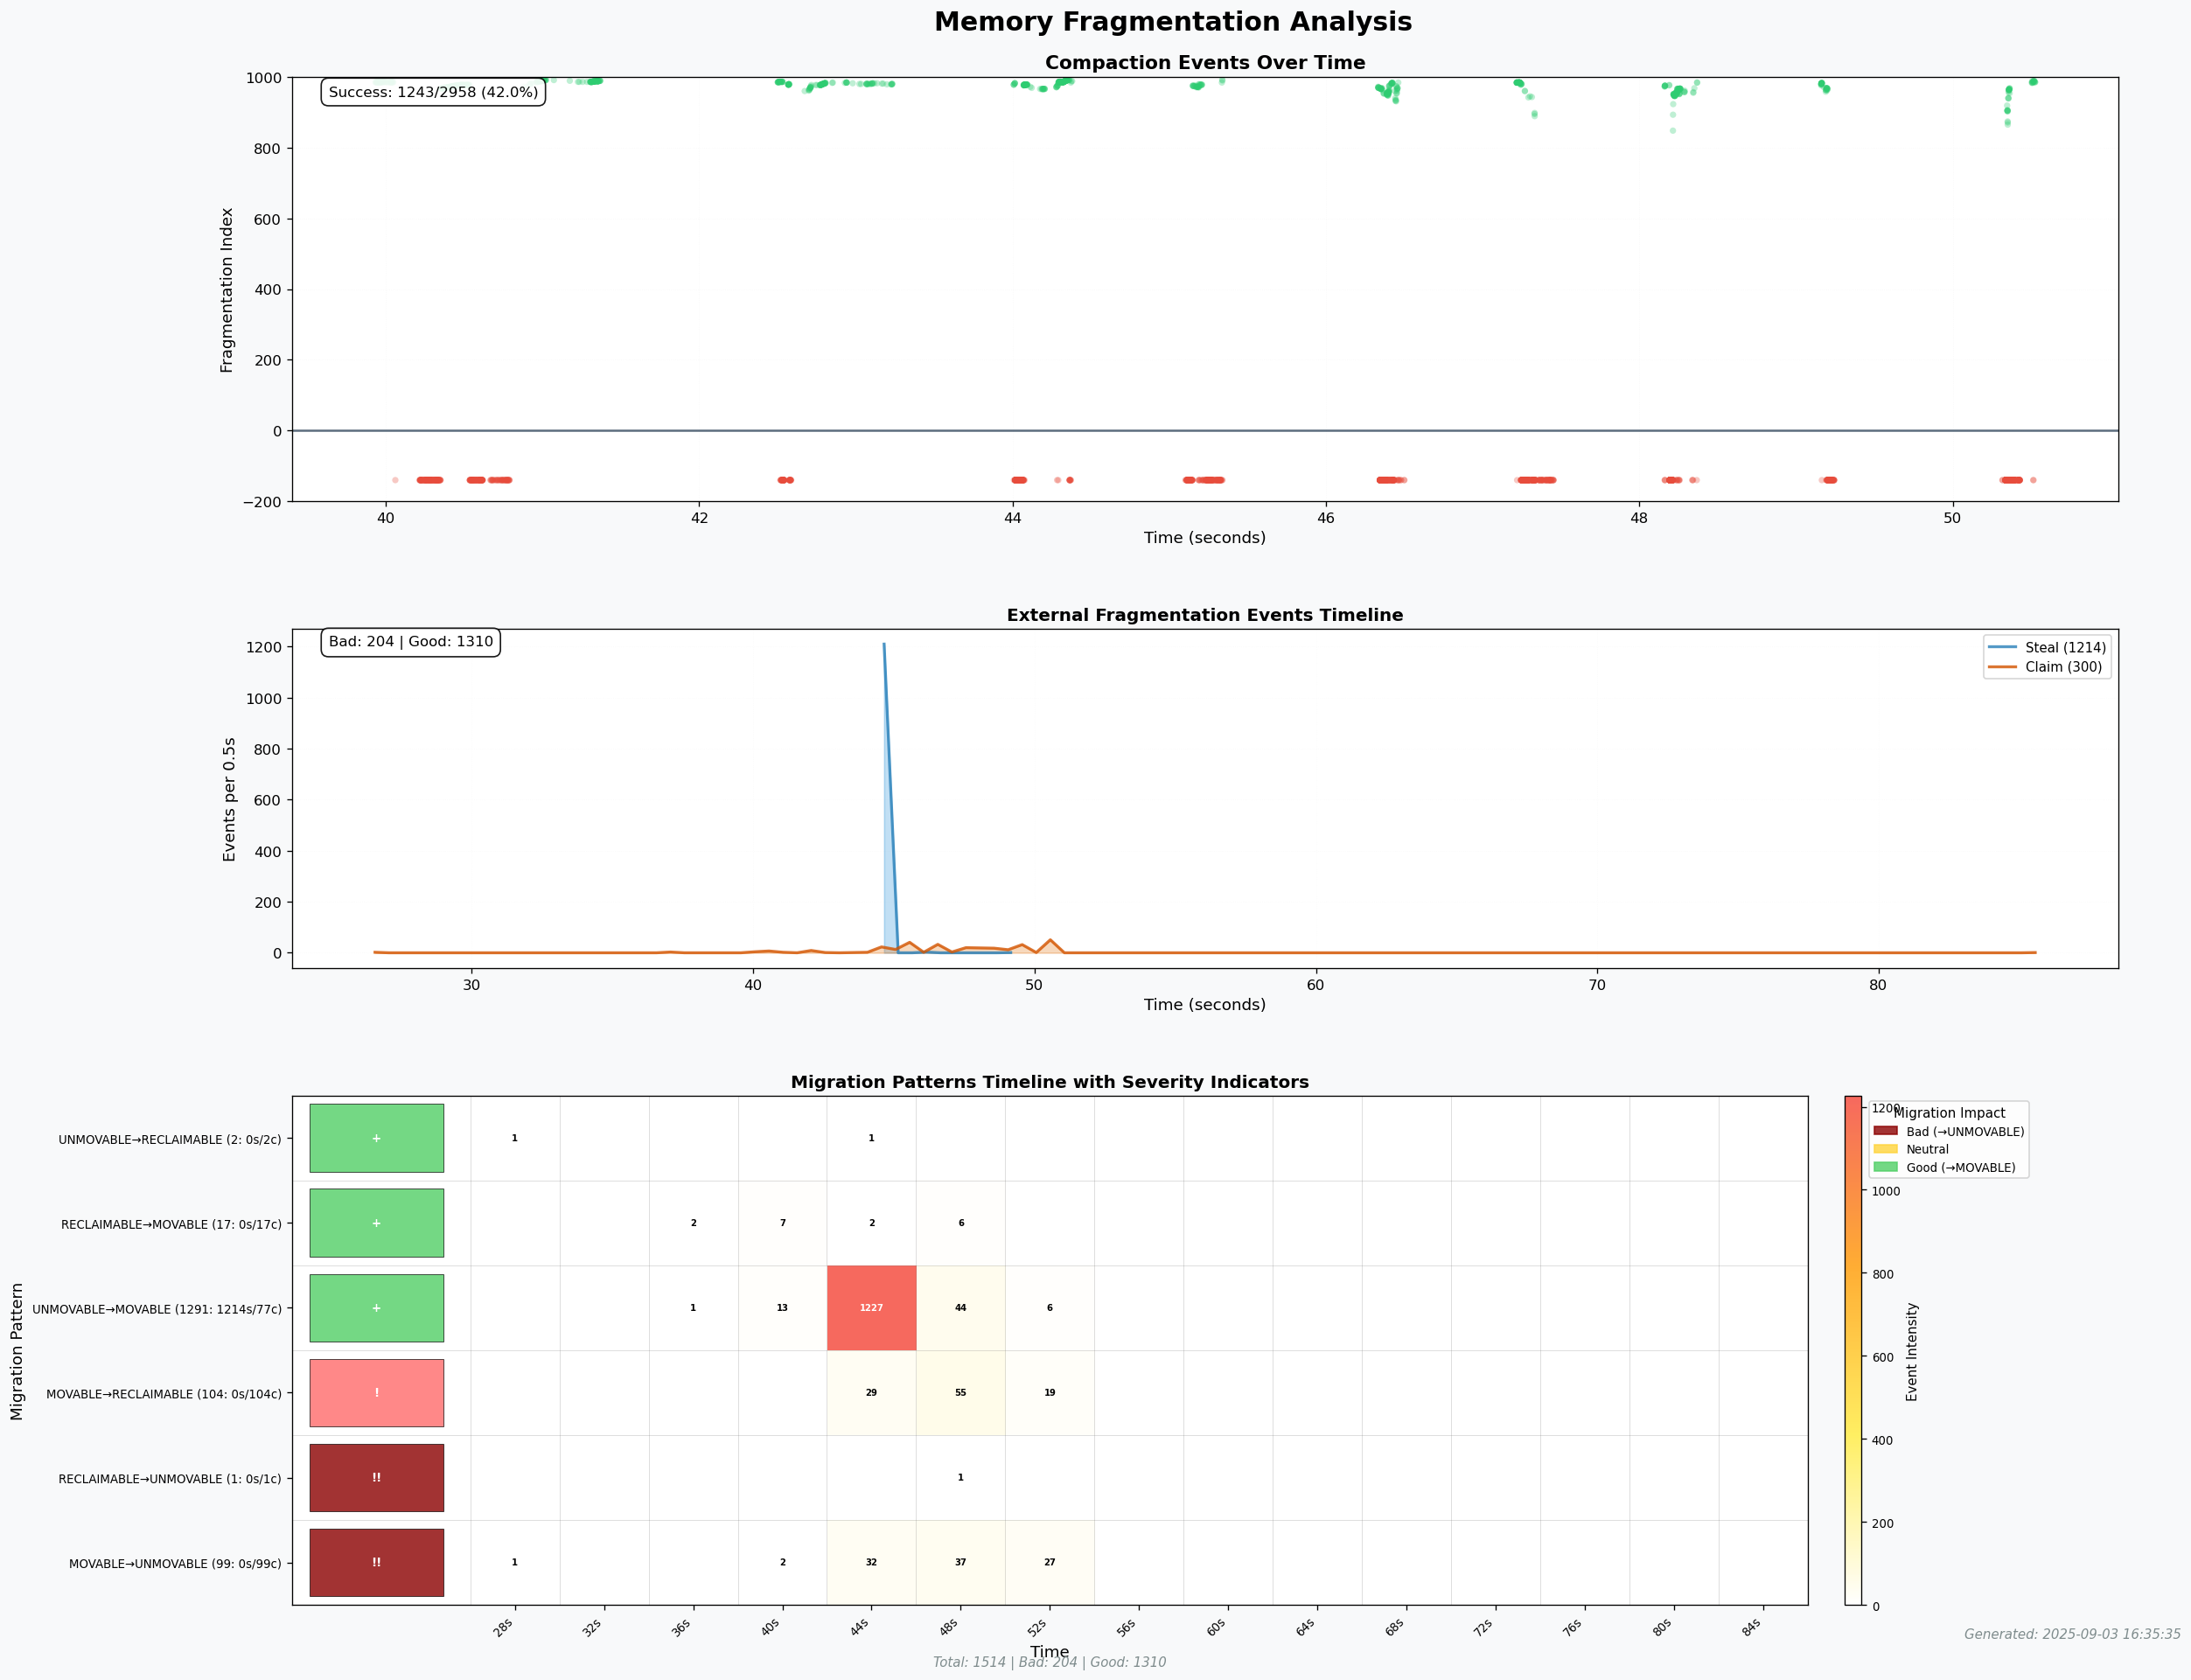 Memory Fragmentation Analysis
Compaction Events Over Time
Success: 1243/2958 (42.0%)
Fragmentation Index
1000
800
600
400
200
0
−200
40 42 44 46 48 50
Time (seconds)
External Fragmentation Events Timeline
Bad: 204 | Good: 1310
Steal (1214)
Claim (300)
Events per 0.5s
1200
1000
800
600
400
200
0
30 40 50 60 70 80
Time (seconds)
Migration Patterns Timeline with Severity Indicators
Migration Pattern
UNMOVABLE→RECLAIMABLE (2: 0s/2c) + 1 1
RECLAIMABLE→MOVABLE (17: 0s/17c) + 2 7 2 6
UNMOVABLE→MOVABLE (1291: 1214s/77c) + 1 13 1227 44 6
MOVABLE→RECLAIMABLE (104: 0s/104c) ! 29 55 19
RECLAIMABLE→UNMOVABLE (1: 0s/1c) !! 1
MOVABLE→UNMOVABLE (99: 0s/99c) !! 1 2 32 37 27
28s 32s 36s 40s 44s 48s 52s 56s 60s 64s 68s 72s 76s 80s 84s
Time
Migration Impact
Bad (→UNMOVABLE)
Neutral
Good (→MOVABLE)
1200
1000
800
600
400
200
0
Event Intensity
Generated: 2025-09-03 16:35:35
Total: 1514 | Bad: 204 | Good: 1310